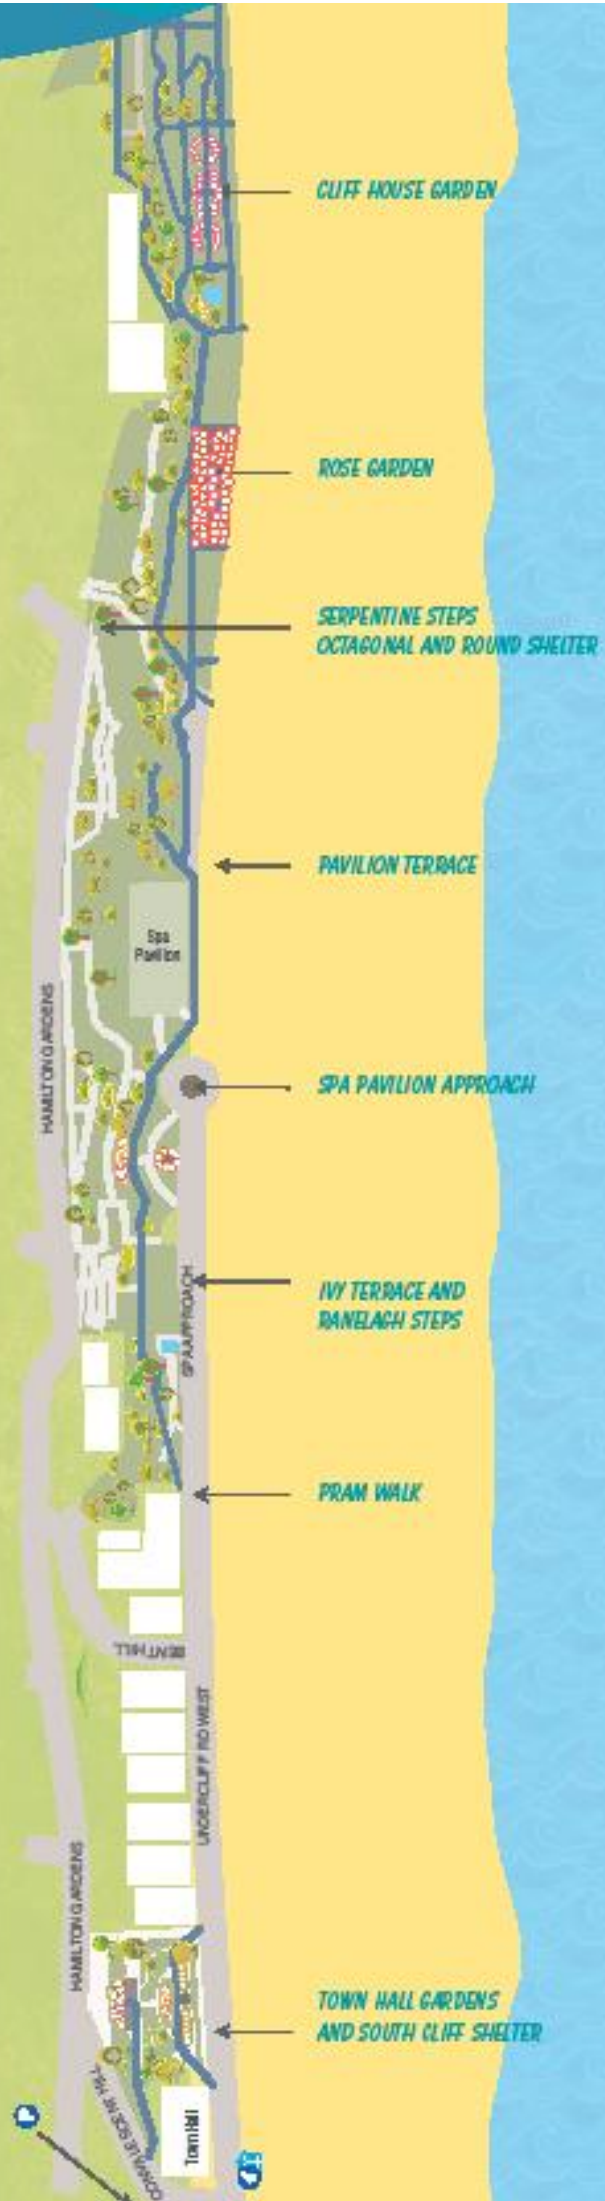 CLIFF HOUSE GARDEN
ROSE GARDEN
SERPENTINE STEPS
OCTAGONAL AND ROUND SHELTER
PAVILION TERRACE
Spa
Pavilion
HAMILTON GARDENS
SPA PAVILION APPROACH
SPA APPROACH
IVY TERRACE AND
RANELAGH STEPS
PRAM WALK
BENT HILL
UNDERCLIFF RD WEST
HAMILTON GARDENS
TOWN HALL GARDENS
AND SOUTH CLIFF SHELTER
Town Hall
HILL